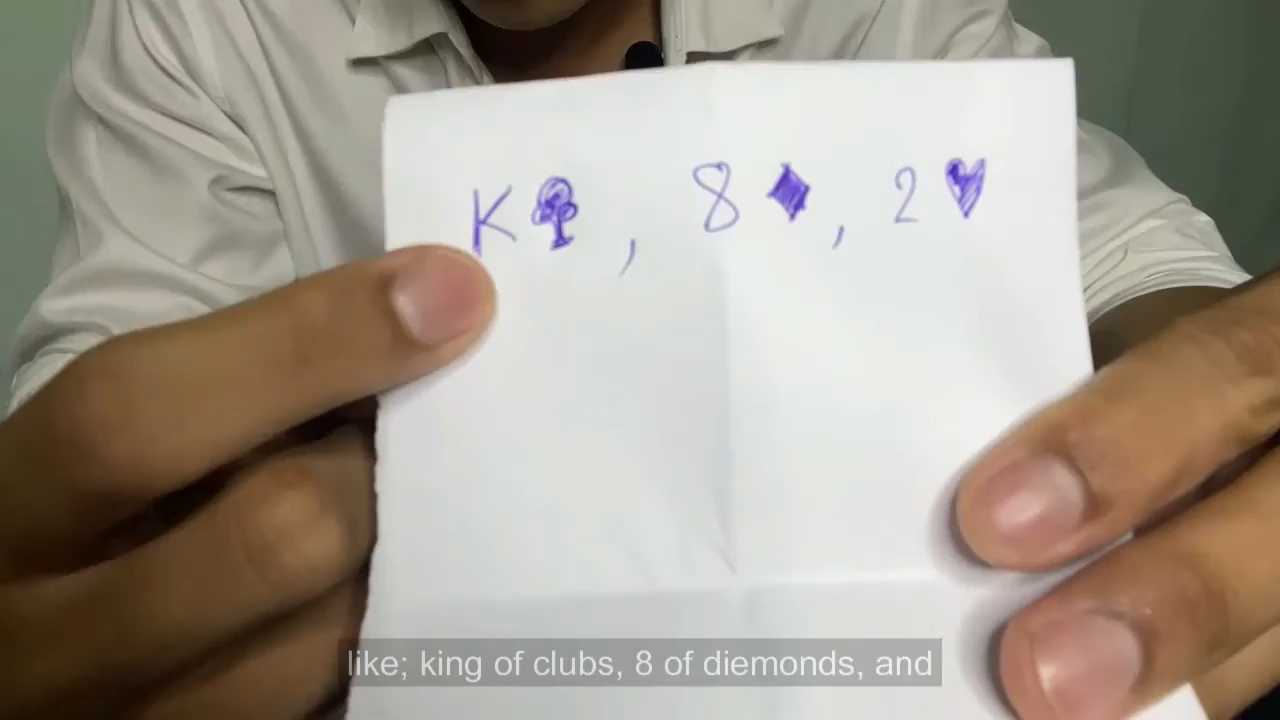 K♣, 8♦, 2♥
like; king of clubs, 8 of diemonds, and